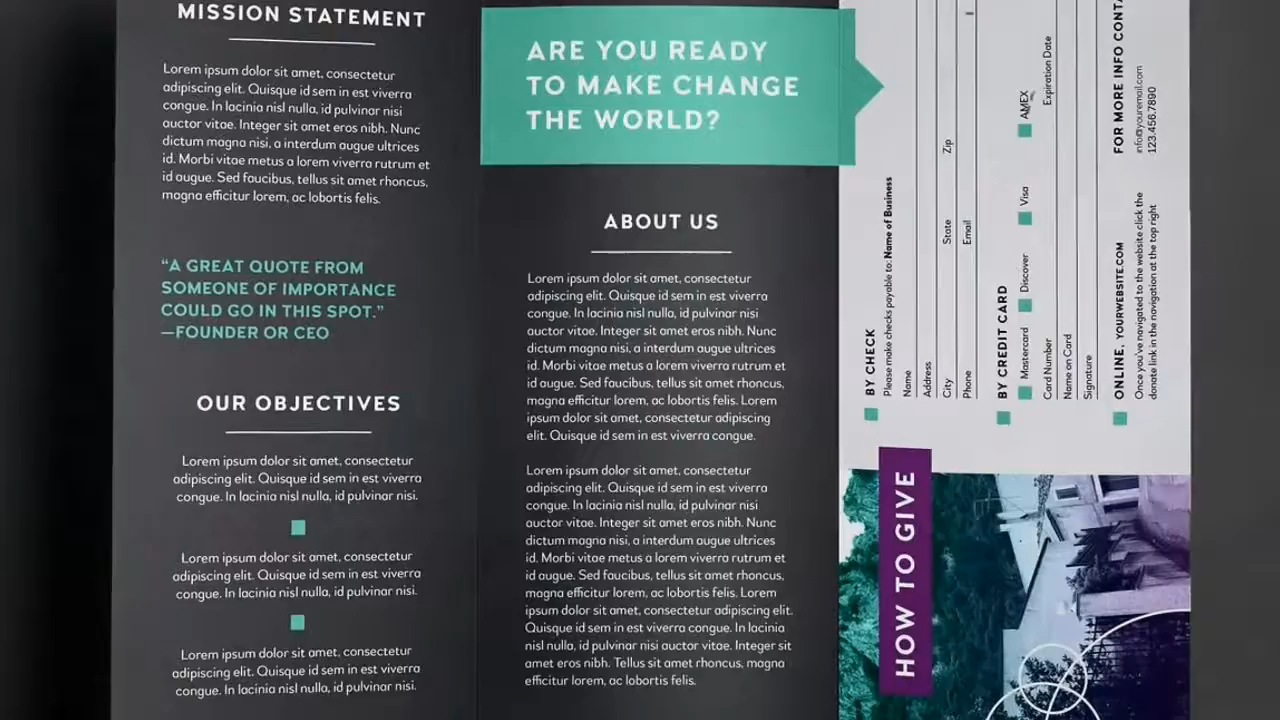 MISSION STATEMENT
Lorem ipsum dolor sit amet, consectetur
adipiscing elit. Quisque id sem in est viverra
congue. In lacinia nisl nulla, id pulvinar nisi
auctor vitae. Integer sit amet eros nibh. Nunc
dictum magna nisi, a interdum augue ultrices
id. Morbi vitae metus a lorem viverra rutrum et
id augue. Sed faucibus, tellus sit amet rhoncus,
magna efficitur lorem, ac lobortis felis.
“A GREAT QUOTE FROM
SOMEONE OF IMPORTANCE
COULD GO IN THIS SPOT.”
—FOUNDER OR CEO
OUR OBJECTIVES
Lorem ipsum dolor sit amet, consectetur
adipiscing elit. Quisque id sem in est viverra
congue. In lacinia nisl nulla, id pulvinar nisi.
Lorem ipsum dolor sit amet, consectetur
adipiscing elit. Quisque id sem in est viverra
congue. In lacinia nisl nulla, id pulvinar nisi.
Lorem ipsum dolor sit amet, consectetur
adipiscing elit. Quisque id sem in est viverra
congue. In lacinia nisl nulla, id pulvinar nisi.
ARE YOU READY
TO MAKE CHANGE
THE WORLD?
ABOUT US
Lorem ipsum dolor sit amet, consectetur
adipiscing elit. Quisque id sem in est viverra
congue. In lacinia nisl nulla, id pulvinar nisi
auctor vitae. Integer sit amet eros nibh. Nunc
dictum magna nisi, a interdum augue ultrices
id. Morbi vitae metus a lorem viverra rutrum et
id augue. Sed faucibus, tellus sit amet rhoncus,
magna efficitur lorem, ac lobortis felis. Lorem
ipsum dolor sit amet, consectetur adipiscing
elit. Quisque id sem in est viverra congue.
Lorem ipsum dolor sit amet, consectetur
adipiscing elit. Quisque id sem in est viverra
congue. In lacinia nisl nulla, id pulvinar nisi
auctor vitae. Integer sit amet eros nibh. Nunc
dictum magna nisi, a interdum augue ultrices
id. Morbi vitae metus a lorem viverra rutrum et
id augue. Sed faucibus, tellus sit amet rhoncus,
magna efficitur lorem, ac lobortis felis. Lorem
ipsum dolor sit amet, consectetur adipiscing elit.
Quisque id sem in est viverra congue. In lacinia
nisl nulla, id pulvinar nisi auctor vitae. Integer sit
amet eros nibh. Tellus sit amet rhoncus, magna
efficitur lorem, ac lobortis felis.
HOW TO GIVE
BY CHECK
Please make checks payable to: Name of Business
Name
Address
City State Zip
Phone Email
BY CREDIT CARD
Mastercard Discover Visa AMEX
Card Number Expiration Date
Name on Card
Signature
ONLINE, YOURWEBSITE.COM
Once you've navigated to the website click the
donate link in the navigation at the top right
FOR MORE INFO
info@youremail.com
123.456.7890